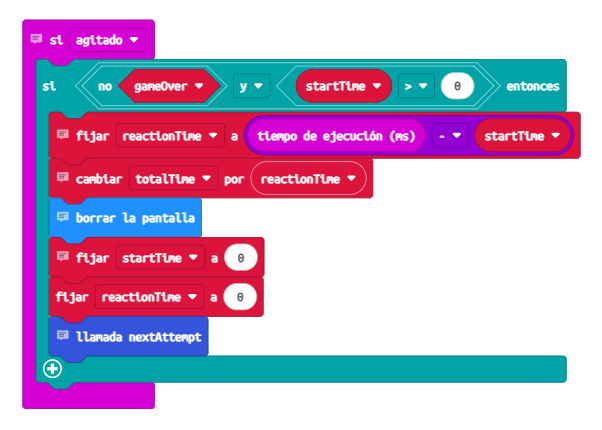 si agitado
si no gameOver y startTime > 0 entonces
fijar reactionTime a tiempo de ejecución (ms) - startTime
cambiar totalTime por reactionTime
borrar la pantalla
fijar startTime a 0
fijar reactionTime a 0
llamada nextAttempt